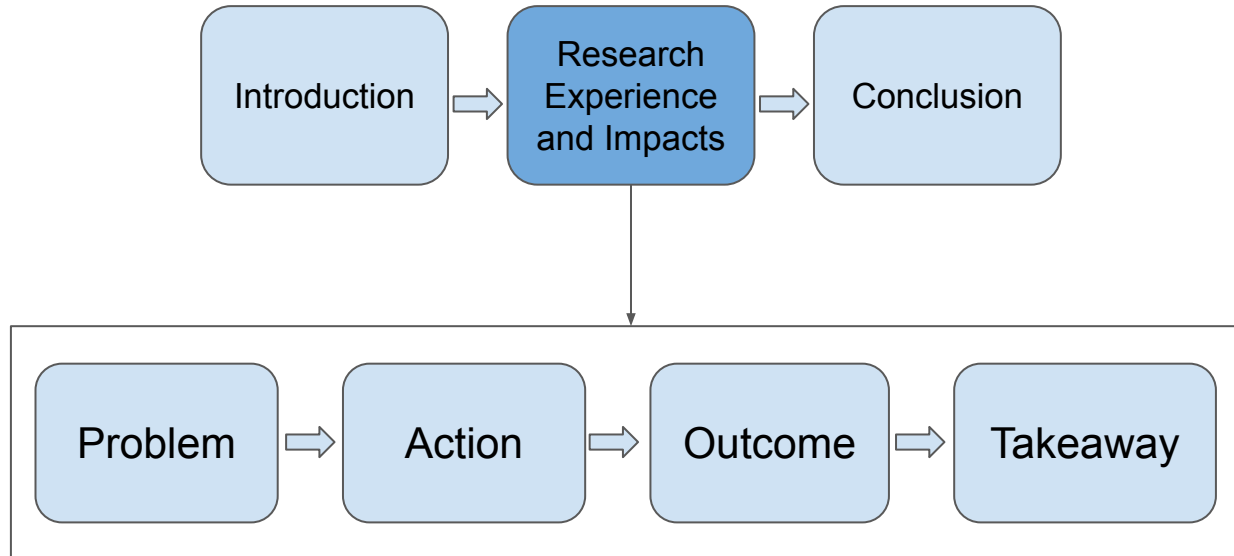 Introduction
Research
Experience
and Impacts
Conclusion
Problem
Action
Outcome
Takeaway